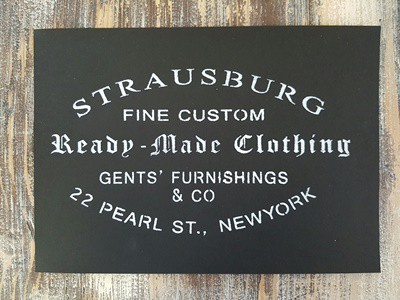 STRAUSBURG
FINE CUSTOM
Ready-Made Clothing
GENTS' FURNISHINGS
& CO
22 PEARL ST., NEWYORK